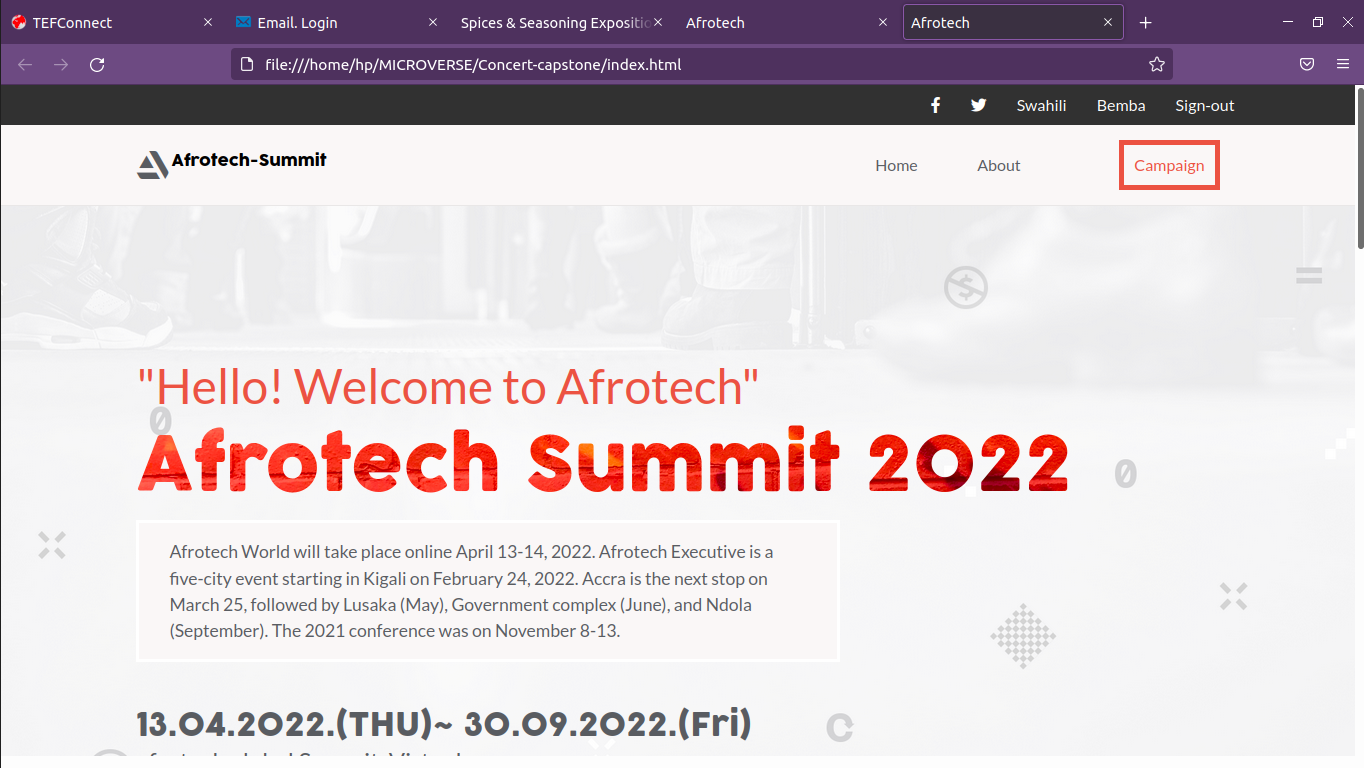 TEFConnect
Email. Login
Spices & Seasoning Expositio
Afrotech
Afrotech
file:///home/hp/MICROVERSE/Concert-capstone/index.html
Swahili Bemba Sign-out
Afrotech-Summit
Home About Campaign
"Hello! Welcome to Afrotech"
Afrotech Summit 2022
Afrotech World will take place online April 13-14, 2022. Afrotech Executive is a
five-city event starting in Kigali on February 24, 2022. Accra is the next stop on
March 25, followed by Lusaka (May), Government complex (June), and Ndola
(September). The 2021 conference was on November 8-13.
13.04.2022.(THU)~ 30.09.2022.(Fri)